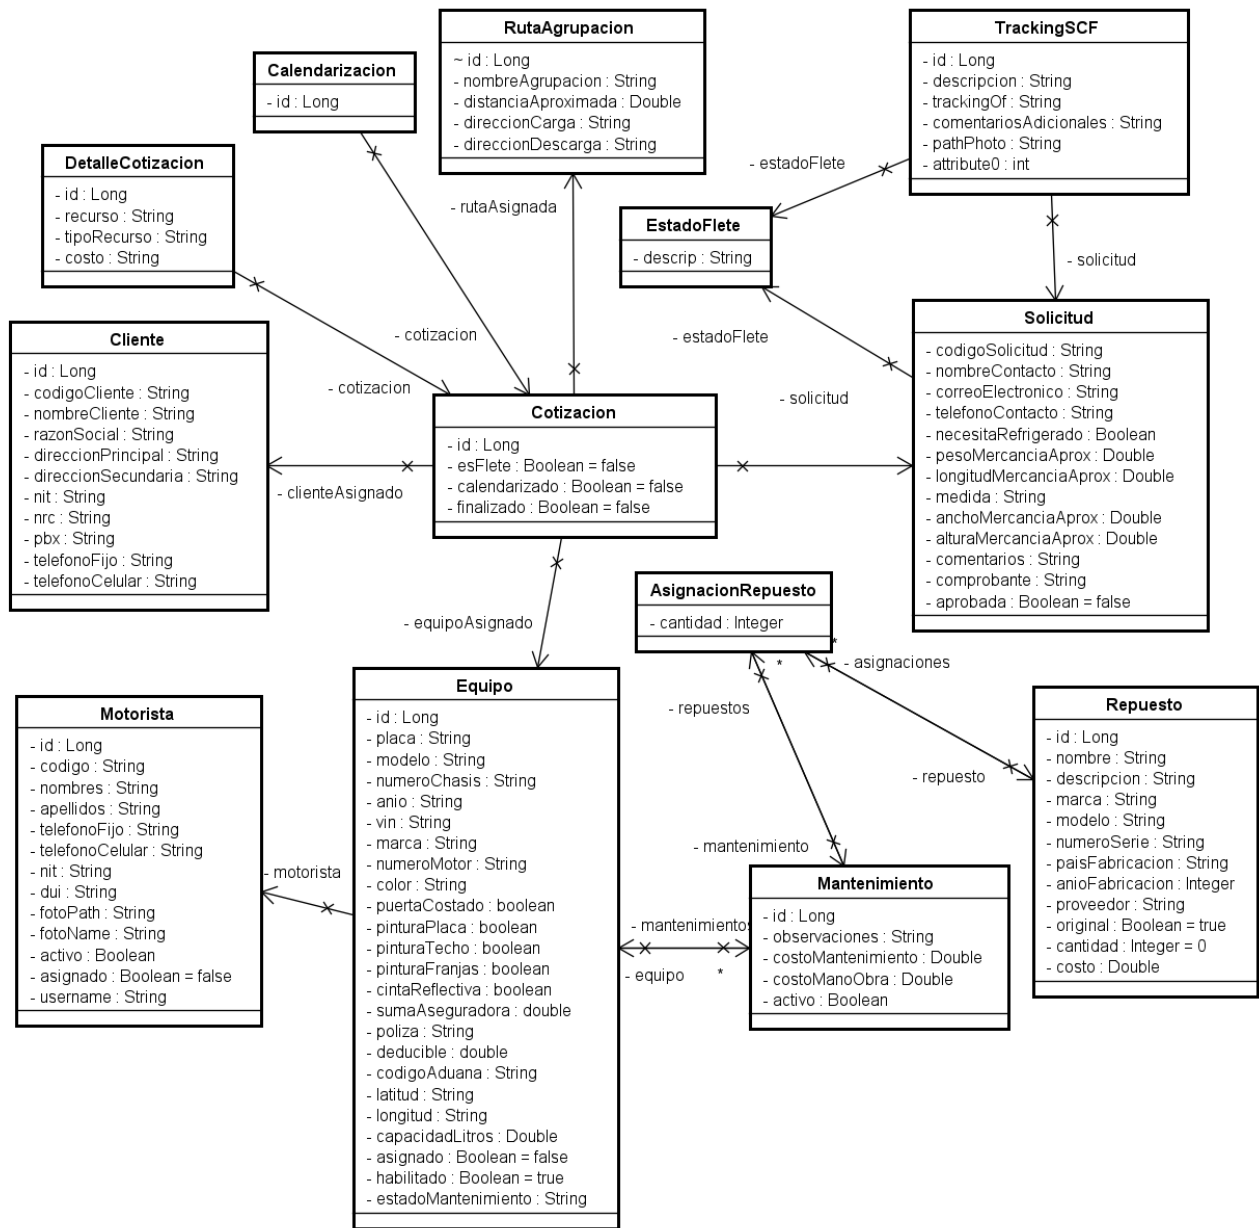 RutaAgrupacion
~ id : Long
- nombreAgrupacion : String
- distanciaAproximada : Double
- direccionCarga : String
- direccionDescarga : String
TrackingSCF
- id : Long
- descripcion : String
- trackingOf : String
- comentariosAdicionales : String
- pathPhoto : String
- attribute0 : int
Calendarizacion
- id : Long
DetalleCotizacion
- id : Long
- recurso : String
- tipoRecurso : String
- costo : String
- rutaAsignada
- estadoFlete
EstadoFlete
- descrip : String
- solicitud
- estadoFlete
- cotizacion
- cotizacion
- solicitud
Cliente
- id : Long
- codigoCliente : String
- nombreCliente : String
- razonSocial : String
- direccionPrincipal : String
- direccionSecundaria : String
- nit : String
- nrc : String
- pbx : String
- telefonoFijo : String
- telefonoCelular : String
Cotizacion
- id : Long
- esFlete : Boolean = false
- calendarizado : Boolean = false
- finalizado : Boolean = false
- clienteAsignado
Solicitud
- codigoSolicitud : String
- nombreContacto : String
- correoElectronico : String
- telefonoContacto : String
- necesitaRefrigerado : Boolean
- pesoMercanciaAprox : Double
- longitudMercanciaAprox : Double
- medida : String
- anchoMercanciaAprox : Double
- alturaMercanciaAprox : Double
- comentarios : String
- comprobante : String
- aprobada : Boolean = false
- equipoAsignado
AsignacionRepuesto
- cantidad : Integer
*
*
- asignaciones
- repuestos
- repuesto
- mantenimiento
Motorista
- id : Long
- codigo : String
- nombres : String
- apellidos : String
- telefonoFijo : String
- telefonoCelular : String
- nit : String
- dui : String
- fotoPath : String
- fotoName : String
- activo : Boolean
- asignado : Boolean = false
- username : String
- motorista
Equipo
- id : Long
- placa : String
- modelo : String
- numeroChasis : String
- anio : String
- vin : String
- marca : String
- numeroMotor : String
- color : String
- puertaCostado : boolean
- pinturaPlaca : boolean
- pinturaTecho : boolean
- pinturaFranjas : boolean
- cintaReflectiva : boolean
- sumaAseguradora : double
- poliza : String
- deducible : double
- codigoAduana : String
- latitud : String
- longitud : String
- capacidadLitros : Double
- asignado : Boolean = false
- habilitado : Boolean = true
- estadoMantenimiento : String
- mantenimientos
- equipo
*
Mantenimiento
- id : Long
- observaciones : String
- costoMantenimiento : Double
- costoManoObra : Double
- activo : Boolean
Repuesto
- id : Long
- nombre : String
- descripcion : String
- marca : String
- modelo : String
- numeroSerie : String
- paisFabricacion : String
- anioFabricacion : Integer
- proveedor : String
- original : Boolean = true
- cantidad : Integer = 0
- costo : Double